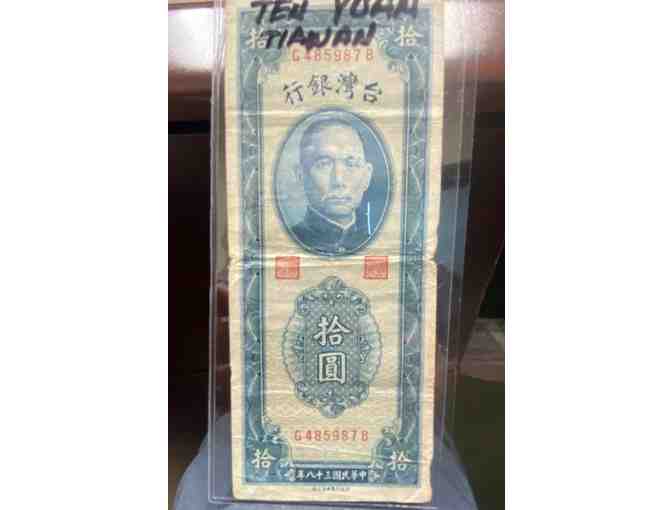 TEN YUAN
TIAWAN
拾 拾
G485987B
台灣銀行
拾圓
G485987B
拾 拾
中華民國三十八年